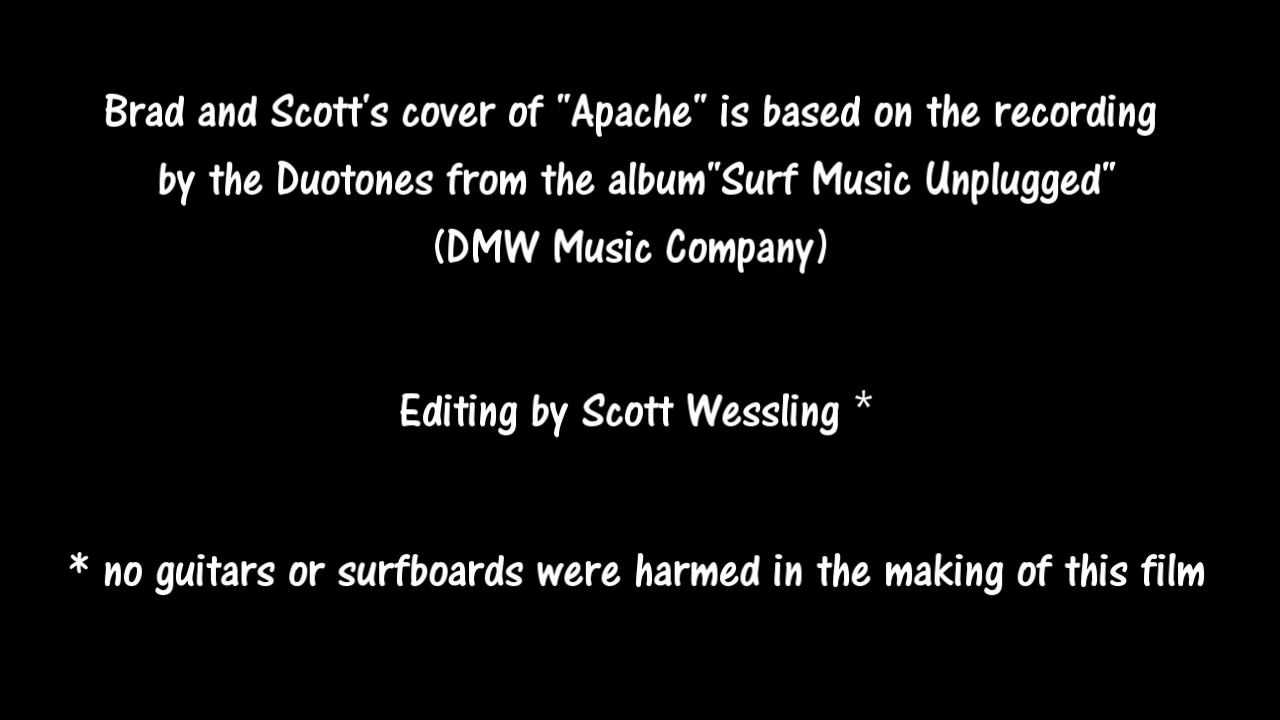 Brad and Scott's cover of "Apache" is based on the recording
by the Duotones from the album"Surf Music Unplugged"
(DMW Music Company)
Editing by Scott Wessling *
* no guitars or surfboards were harmed in the making of this film